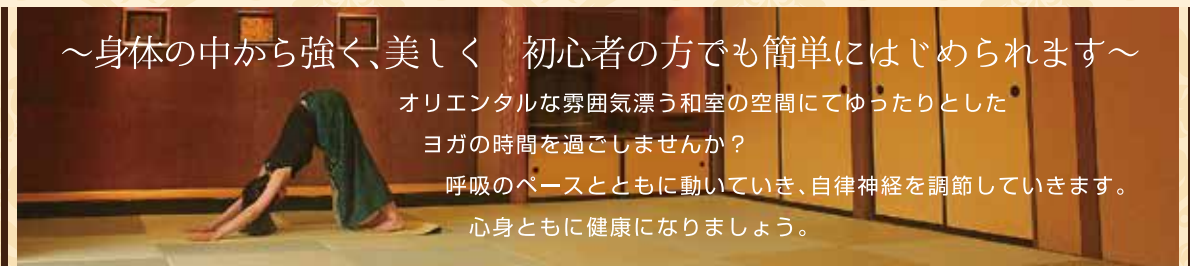 ～身体の中から強く、美しく　初心者の方でも簡単にはじめられます～
オリエンタルな雰囲気漂う和室の空間にてゆったりとした
ヨガの時間を過ごしませんか？
呼吸のペースとともに動いていき、自律神経を調節していきます。
心身ともに健康になりましょう。